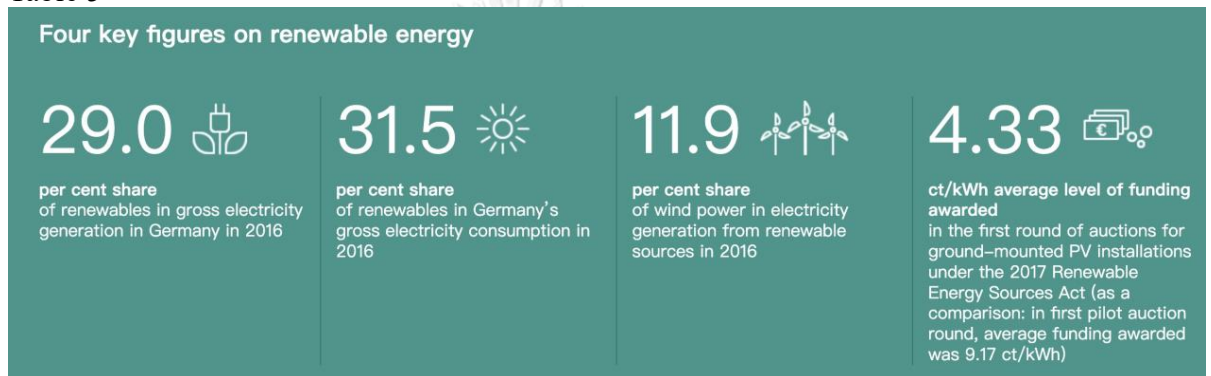 Four key figures on renewable energy
29.0
per cent share
of renewables in gross electricity
generation in Germany in 2016
31.5
per cent share
of renewables in Germany's
gross electricity consumption in
2016
11.9
per cent share
of wind power in electricity
generation from renewable
sources in 2016
4.33
ct/kWh average level of funding
awarded
in the first round of auctions for
ground-mounted PV installations
under the 2017 Renewable
Energy Sources Act (as a
comparison: in first pilot auction
round, average funding awarded
was 9.17 ct/kWh)